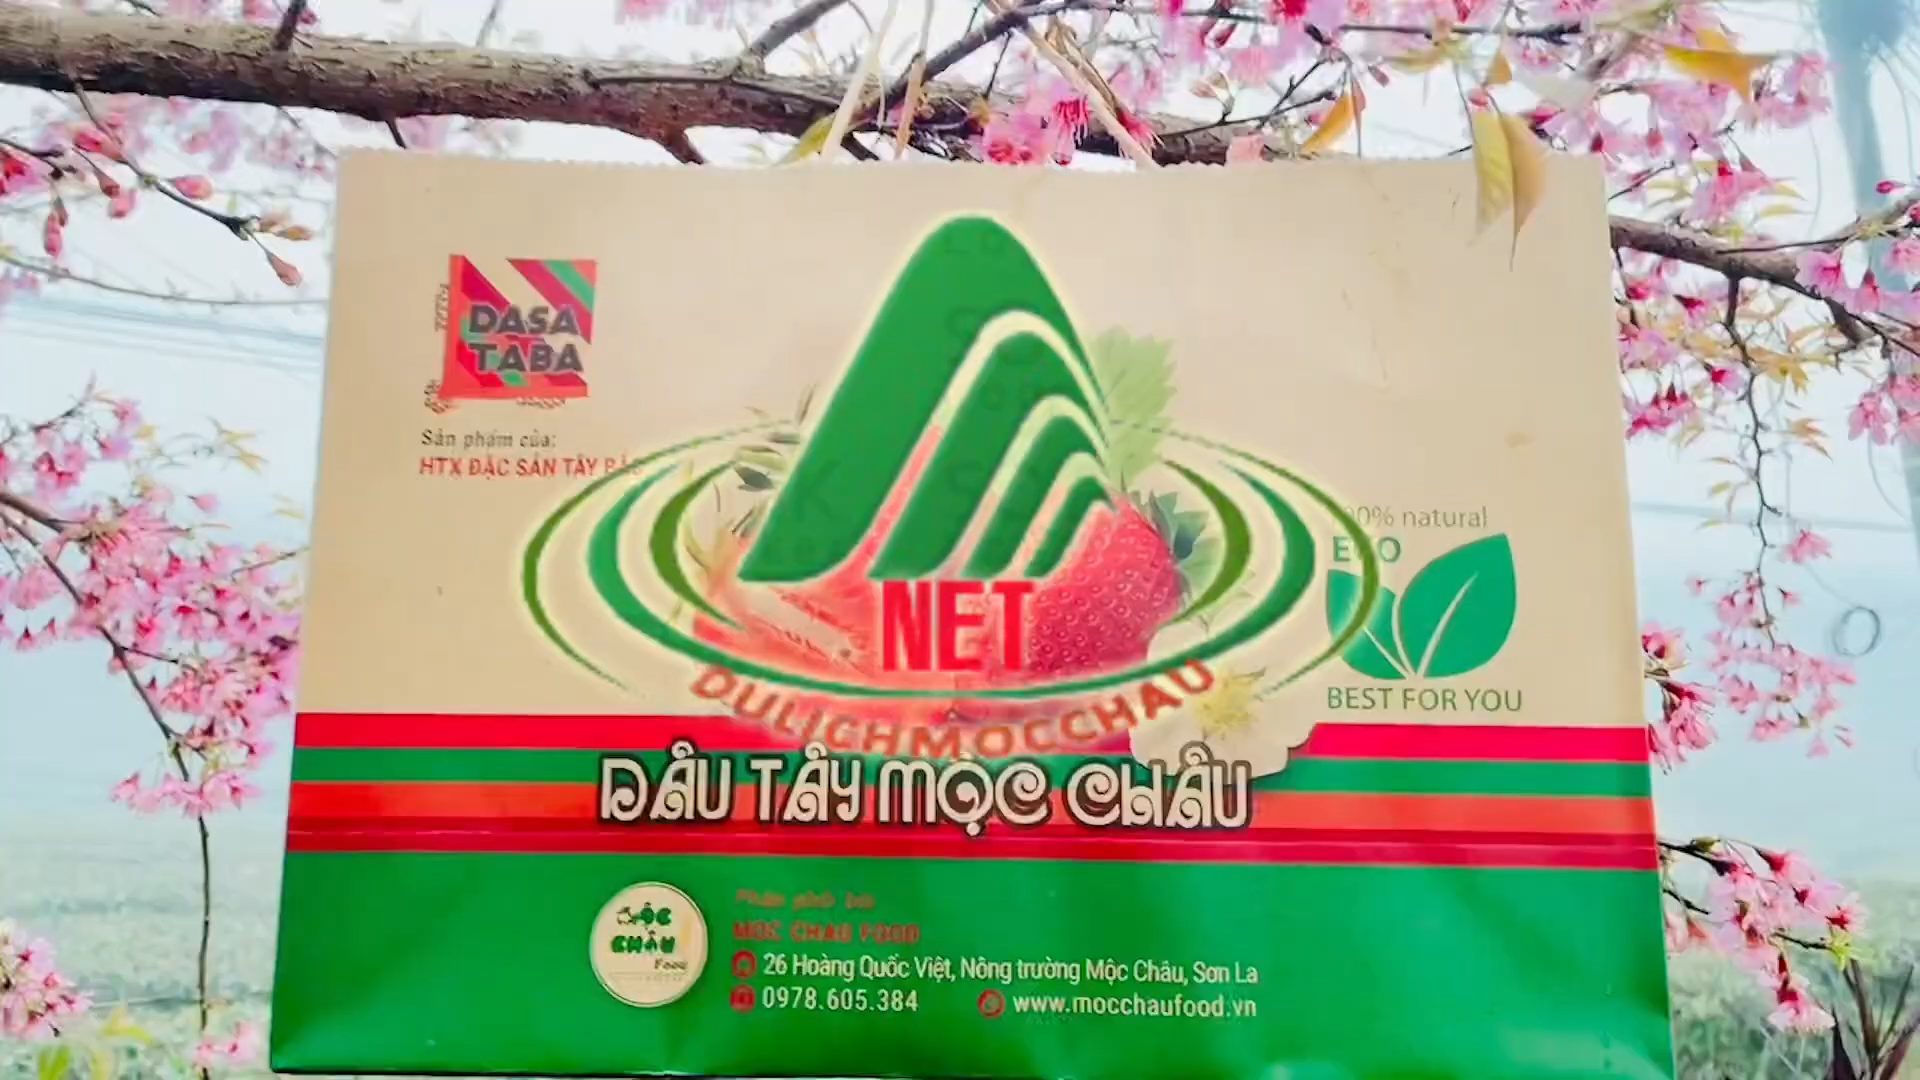 DASA
TABA
Sản phẩm của:
HTX ĐẶC SẢN TÂY BẮC
100% natural
ECO
BEST FOR YOU
NET
DULICHMOCCHAU
DÂU TÂY MỘC CHÂU
MỘC
CHÂU
Food
Phân phối bởi
MOC CHAU FOOD
26 Hoàng Quốc Việt, Nông trường Mộc Châu, Sơn La
0978.605.384
www.mocchaufood.vn